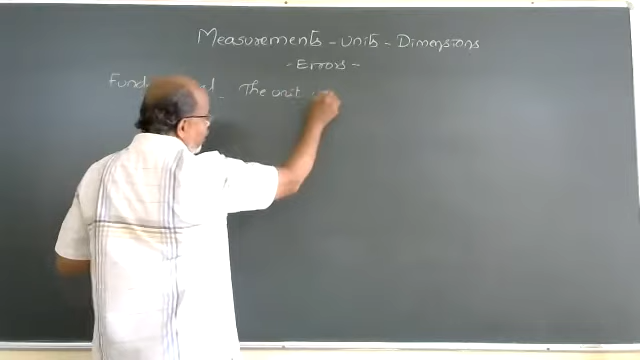 Measurements - Units - Dimensions
- Errors -
The unit